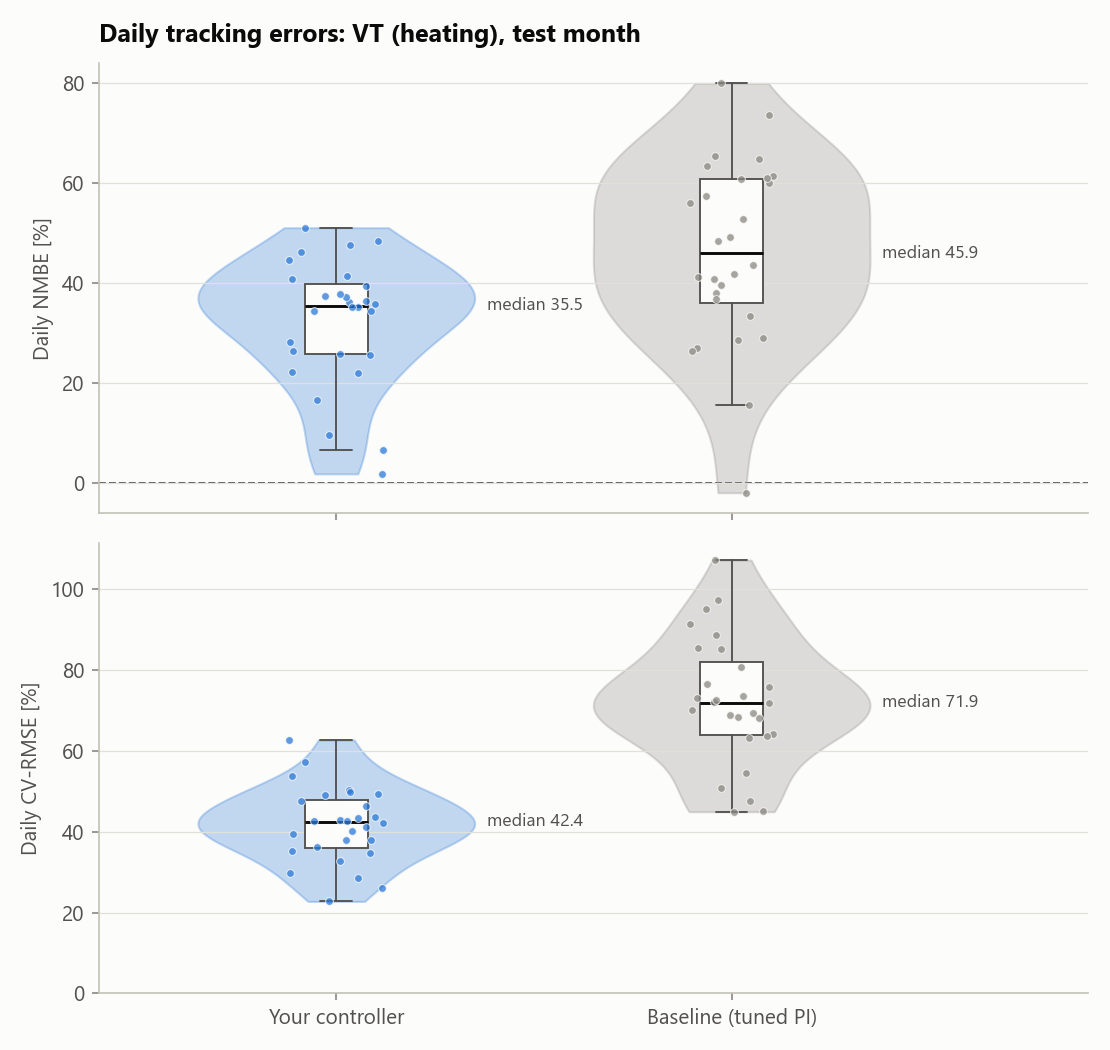 Daily tracking errors: VT (heating), test month
Daily NMBE [%]
80
60
40
20
0
median 35.5
median 45.9
Daily CV-RMSE [%]
100
80
60
40
20
0
median 42.4
median 71.9
Your controller
Baseline (tuned PI)